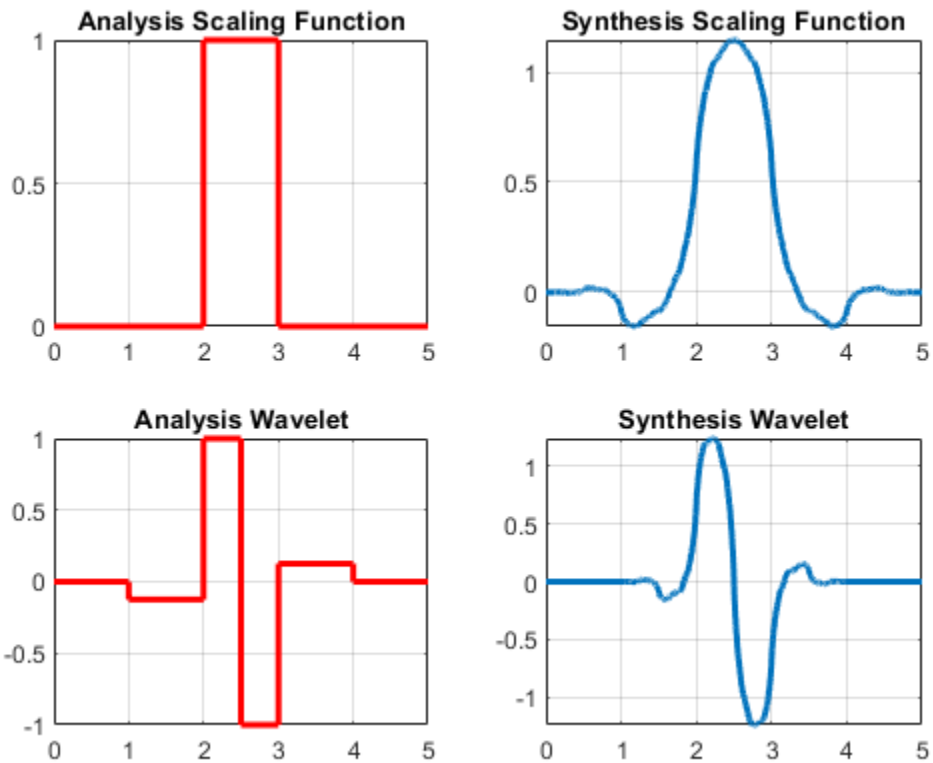 Analysis Scaling Function
1
0.5
0
0 1 2 3 4 5
Synthesis Scaling Function
1
0.5
0
0 1 2 3 4 5
Analysis Wavelet
1
0.5
0
-0.5
-1
0 1 2 3 4 5
Synthesis Wavelet
1
0.5
0
-0.5
-1
0 1 2 3 4 5